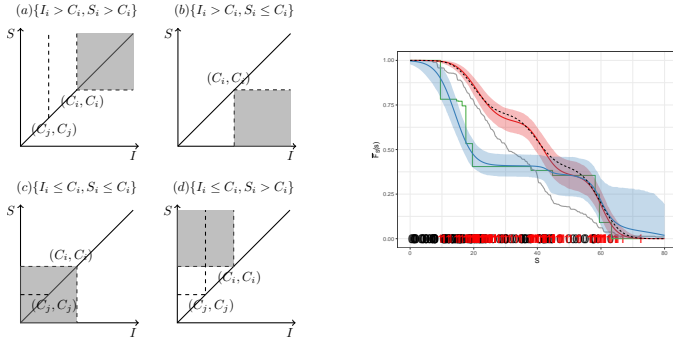 (a){I_i > C_i, S_i > C_i}
S
(C_i, C_i)
(C_j, C_j)
I
(b){I_i > C_i, S_i ≤ C_i}
S
(C_i, C_i)
I
(c){I_i ≤ C_i, S_i ≤ C_i}
S
(C_i, C_i)
(C_j, C_j)
I
(d){I_i ≤ C_i, S_i > C_i}
S
(C_i, C_i)
(C_j, C_j)
I
1.00
0.75
0.50
0.25
0.00
0
20
40
60
80
S